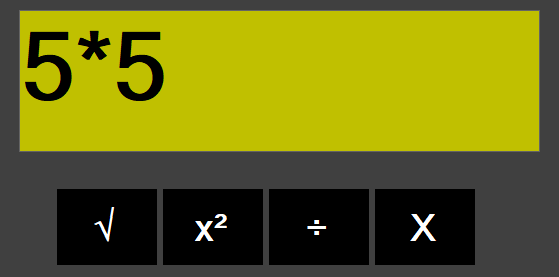 5*5
√ x² ÷ X